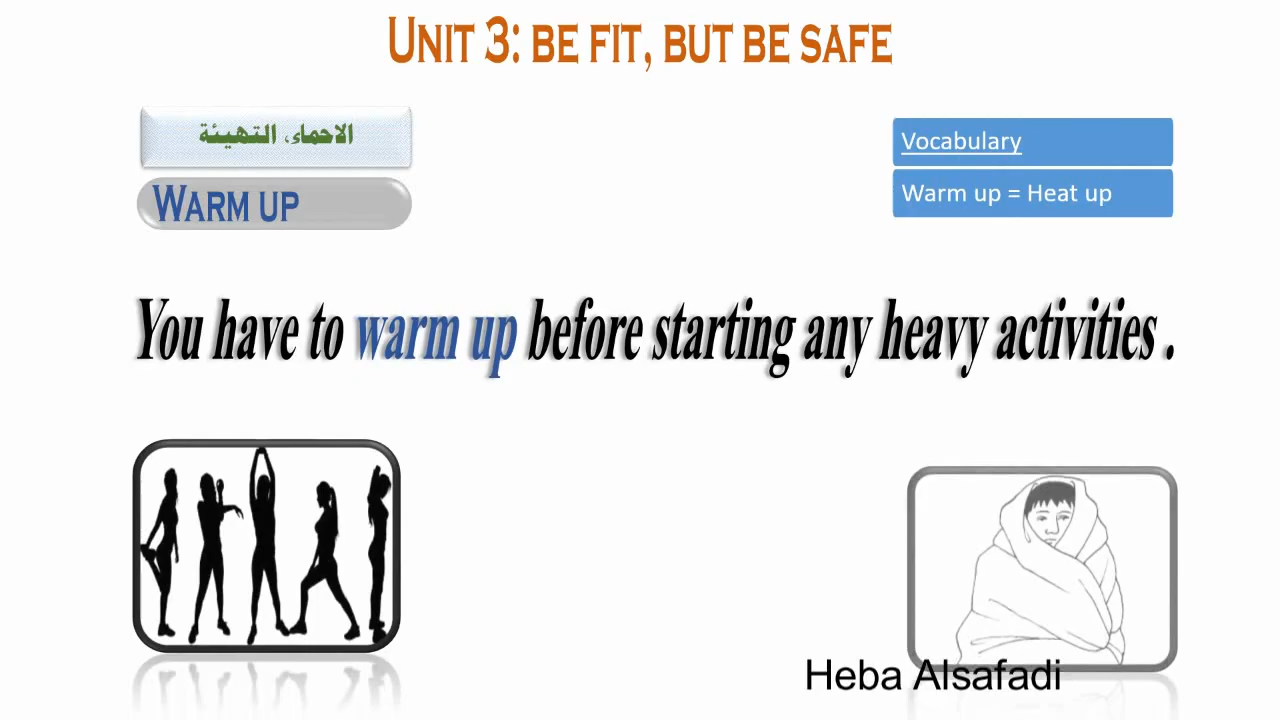 UNIT 3: BE FIT, BUT BE SAFE
الاحماء، التهيئة
WARM UP
Vocabulary
Warm up = Heat up
You have to warm up before starting any heavy activities .
Heba Alsafadi